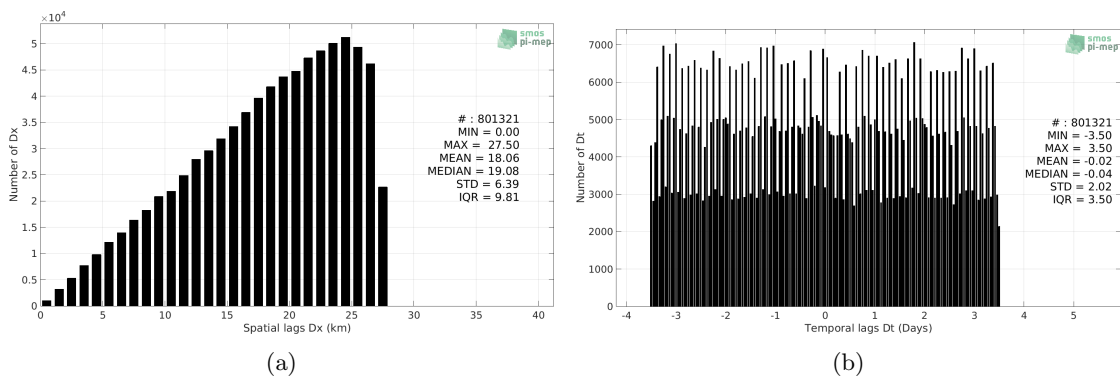 ×10⁴
5
4.5
4
3.5
3
2.5
2
1.5
1
0.5
0
Number of Dx
0 5 10 15 20 25 30 35 40
Spatial lags Dx (km)
smos
pi-mep
# : 801321
MIN = 0.00
MAX = 27.50
MEAN = 18.06
MEDIAN = 19.08
STD = 6.39
IQR = 9.81
(a)
7000
6000
5000
4000
3000
2000
1000
0
Number of Dt
-4 -3 -2 -1 0 1 2 3 4 5
Temporal lags Dt (Days)
smos
pi-mep
# : 801321
MIN = -3.50
MAX = 3.50
MEAN = -0.02
MEDIAN = -0.04
STD = 2.02
IQR = 3.50
(b)